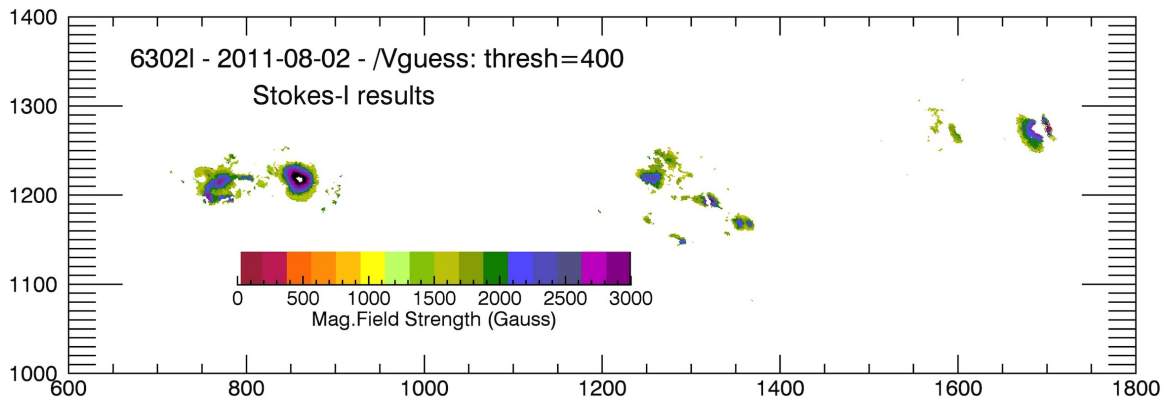 1400
6302l - 2011-08-02 - /Vguess: thresh=400
Stokes-I results
1300
1200
1100
0 500 1000 1500 2000 2500 3000
Mag.Field Strength (Gauss)
1000
600 800 1000 1200 1400 1600 1800